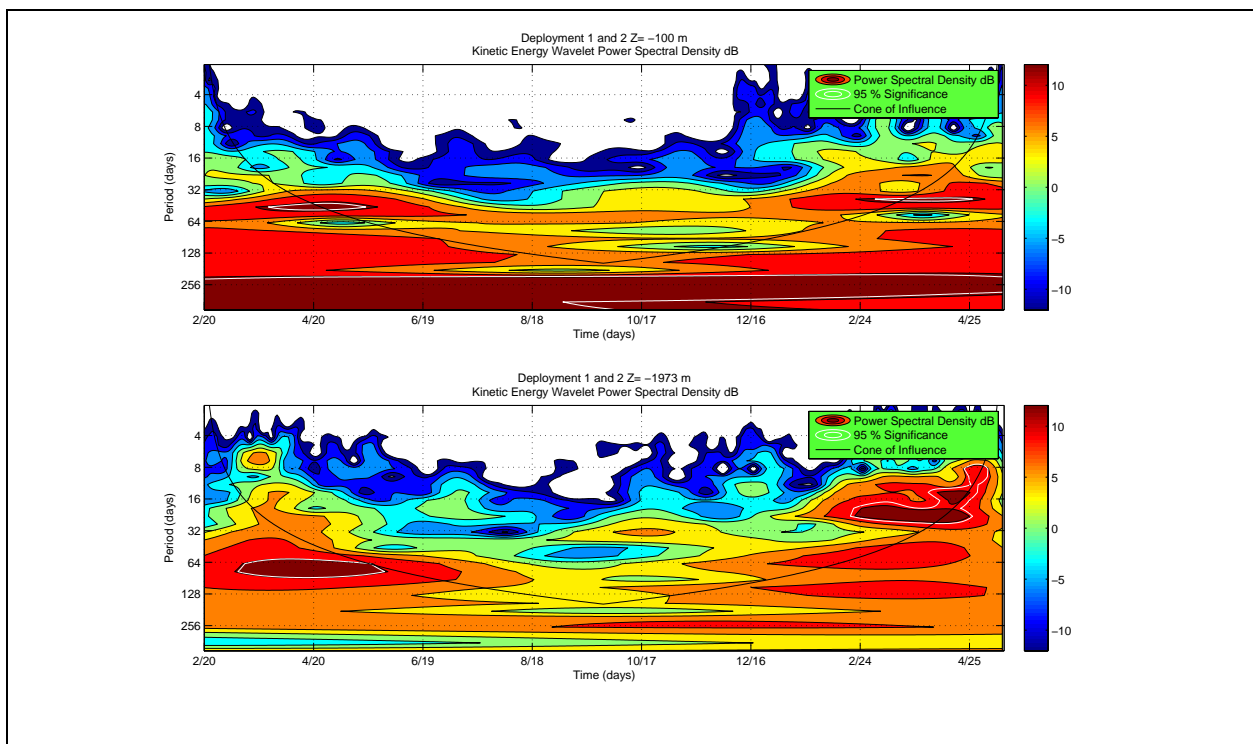 Deployment 1 and 2 Z= −100 m
Kinetic Energy Wavelet Power Spectral Density dB
Power Spectral Density dB
95 % Significance
Cone of Influence
Period (days)
4
8
16
32
64
128
256
2/20
4/20
6/19
8/18
10/17
12/16
2/24
4/25
Time (days)
10
5
0
−5
−10
Deployment 1 and 2 Z= −1973 m
Kinetic Energy Wavelet Power Spectral Density dB
Power Spectral Density dB
95 % Significance
Cone of Influence
Period (days)
4
8
16
32
64
128
256
2/20
4/20
6/19
8/18
10/17
12/16
2/24
4/25
Time (days)
10
5
0
−5
−10